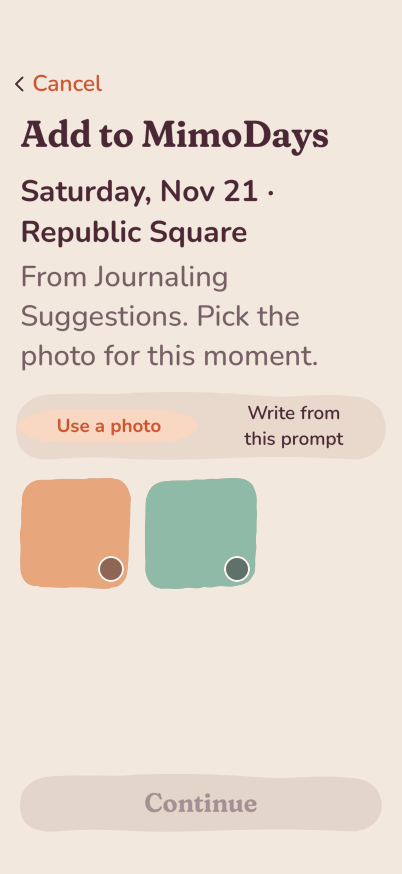 Cancel
Add to MimoDays
Saturday, Nov 21 ·
Republic Square
From Journaling
Suggestions. Pick the
photo for this moment.
Use a photo
Write from
this prompt
Continue